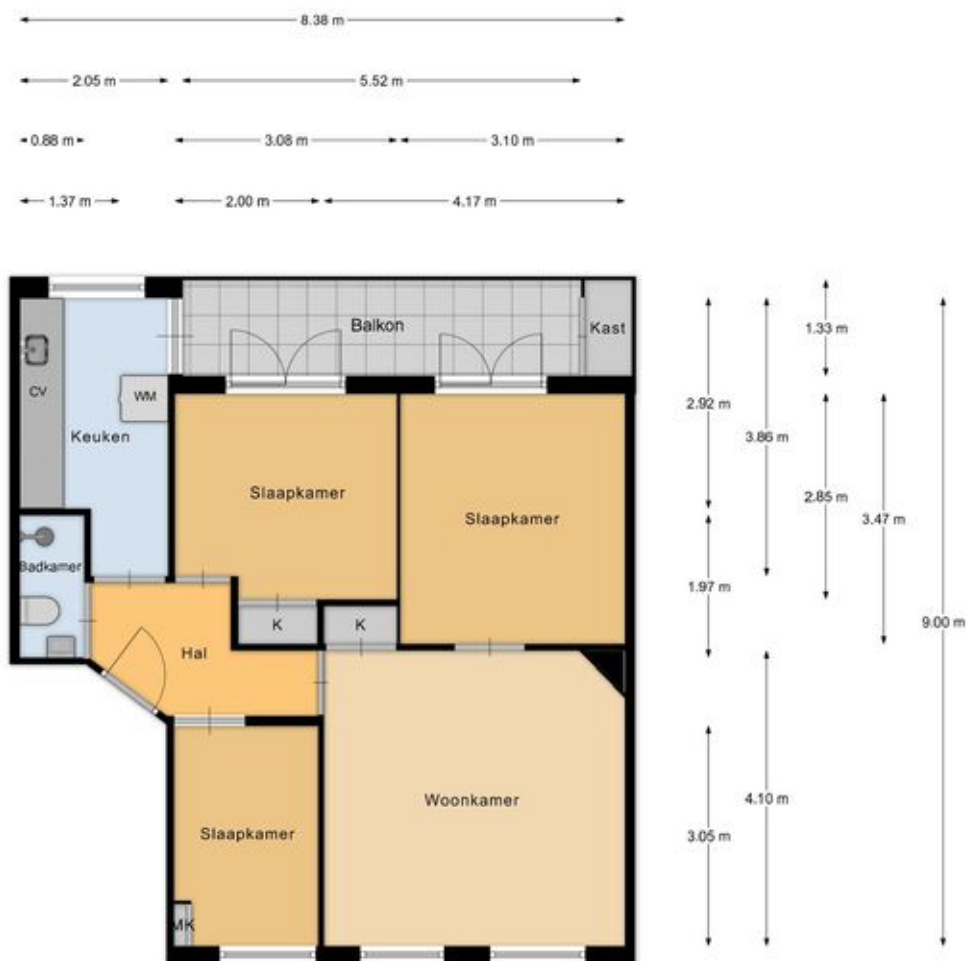 8.38 m
2.05 m 5.52 m
0.88 m 3.08 m 3.10 m
1.37 m 2.00 m 4.17 m
Balkon
Kast
1.33 m
CV
WM
2.92 m
Keuken
3.86 m
Slaapkamer
2.85 m
Slaapkamer
3.47 m
Badkamer
1.97 m
K
K
9.00 m
Hal
Woonkamer
4.10 m
Slaapkamer
3.05 m
MK